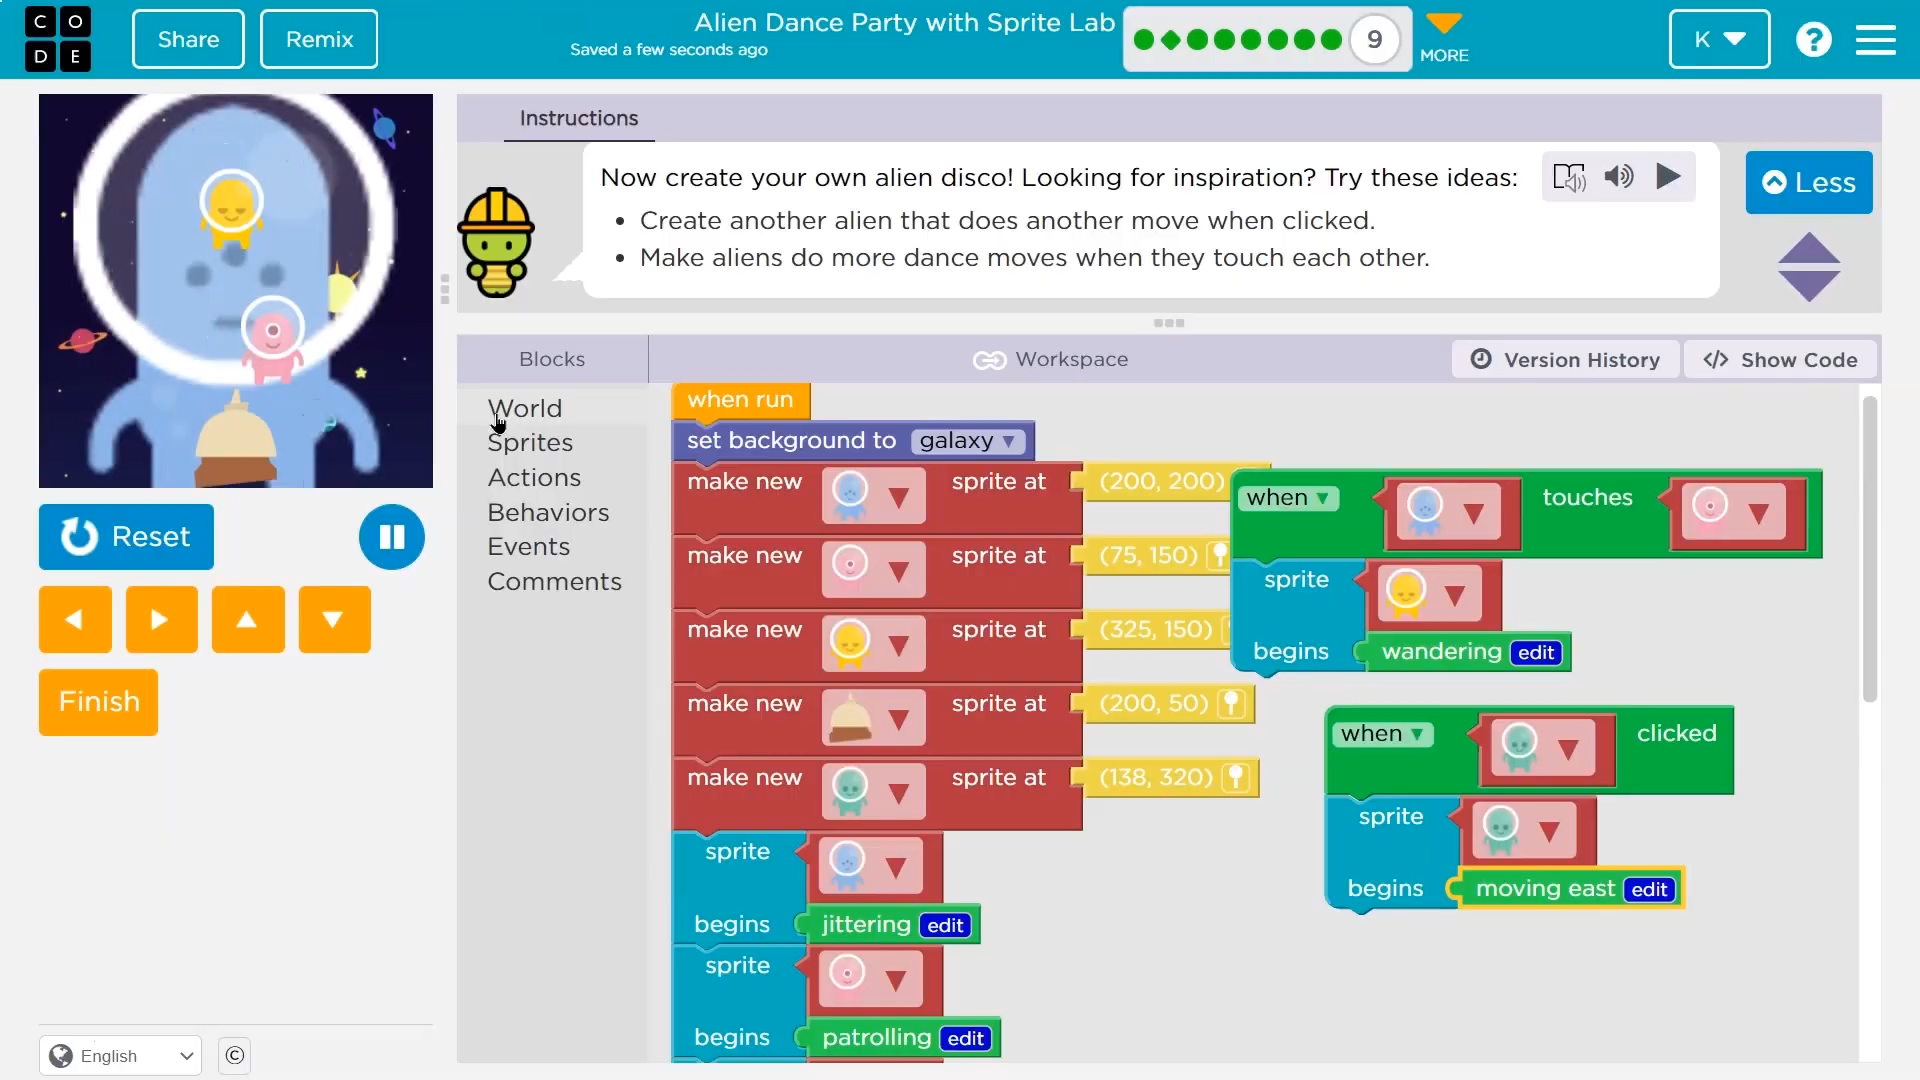 C O
D E
Share
Remix
Alien Dance Party with Sprite Lab
Saved a few seconds ago
9
MORE
K
?
Instructions
Now create your own alien disco! Looking for inspiration? Try these ideas:
• Create another alien that does another move when clicked.
• Make aliens do more dance moves when they touch each other.
Less
Blocks
Workspace
Version History
</> Show Code
World
Sprites
Actions
Behaviors
Events
Comments
when run
set background to galaxy
make new sprite at (200, 200)
make new sprite at (75, 150)
make new sprite at (325, 150)
make new sprite at (200, 50)
make new sprite at (138, 320)
sprite
begins jittering edit
sprite
begins patrolling edit
when touches
sprite
begins wandering edit
when clicked
sprite
begins moving east edit
Reset
Finish
English
©